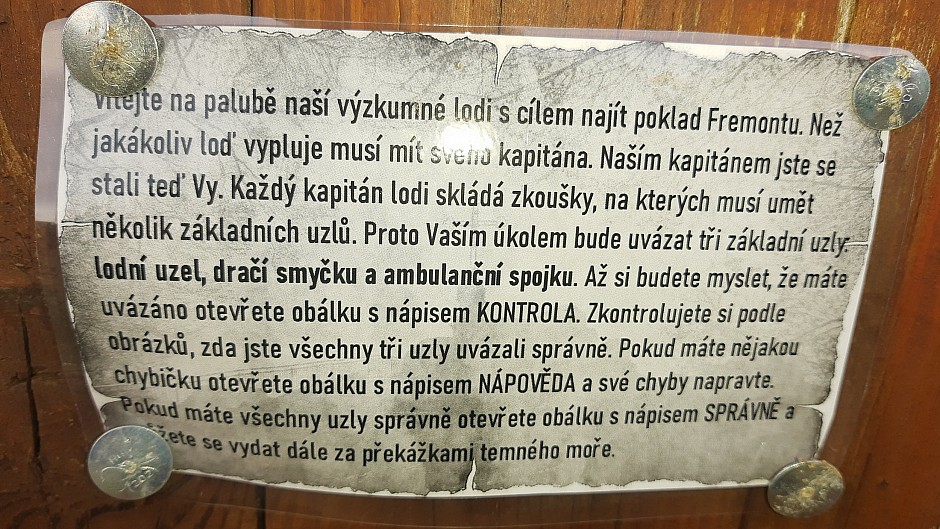 Vítejte na palubě naší výzkumné lodi s cílem najít poklad Fremontu. Než
jakákoliv loď vypluje musí mít svého kapitána. Naším kapitánem jste se
stali teď Vy. Každý kapitán lodi skládá zkoušky, na kterých musí umět
několik základních uzlů. Proto Vaším úkolem bude uvázat tři základní uzly:
lodní uzel, dračí smyčku a ambulanční spojku. Až si budete myslet, že máte
uvázáno otevřete obálku s nápisem KONTROLA. Zkontrolujete si podle
obrázků, zda jste všechny tři uzly uvázali správně. Pokud máte nějakou
chybičku otevřete obálku s nápisem NÁPOVĚDA a své chyby napravte.
Pokud máte všechny uzly správně otevřete obálku s nápisem SPRÁVNĚ a
můžete se vydat dále za překážkami temného moře.